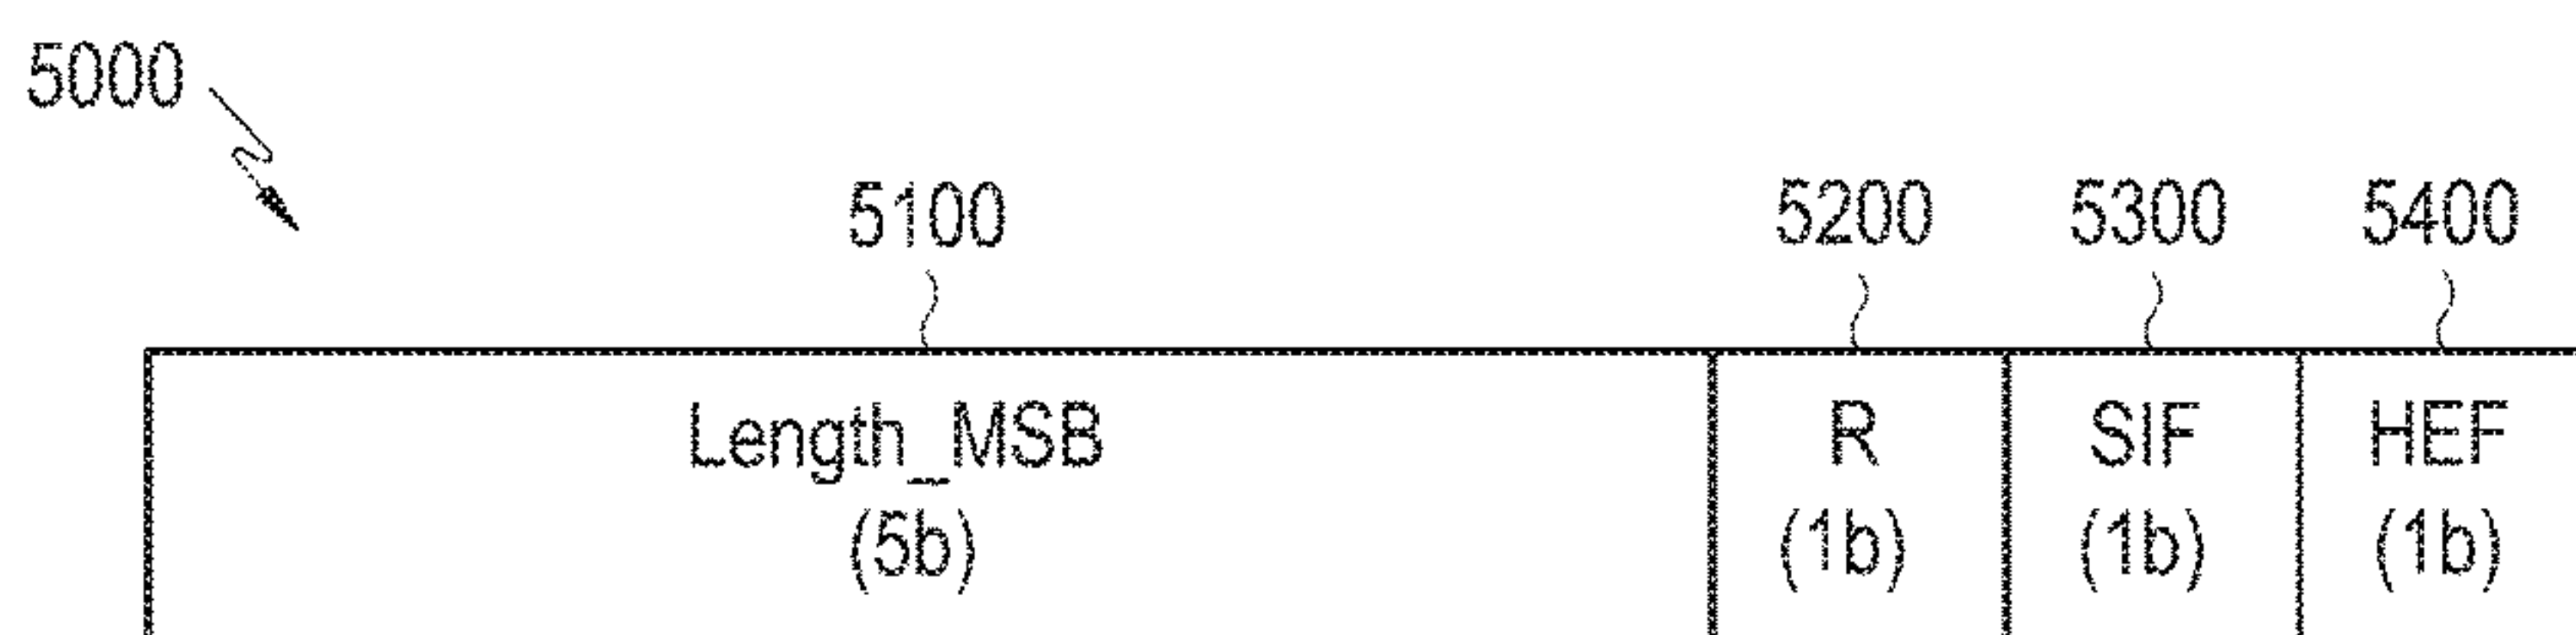 5000
5100 5200 5300 5400
Length_MSB R SIF HEF
(5b) (1b) (1b) (1b)